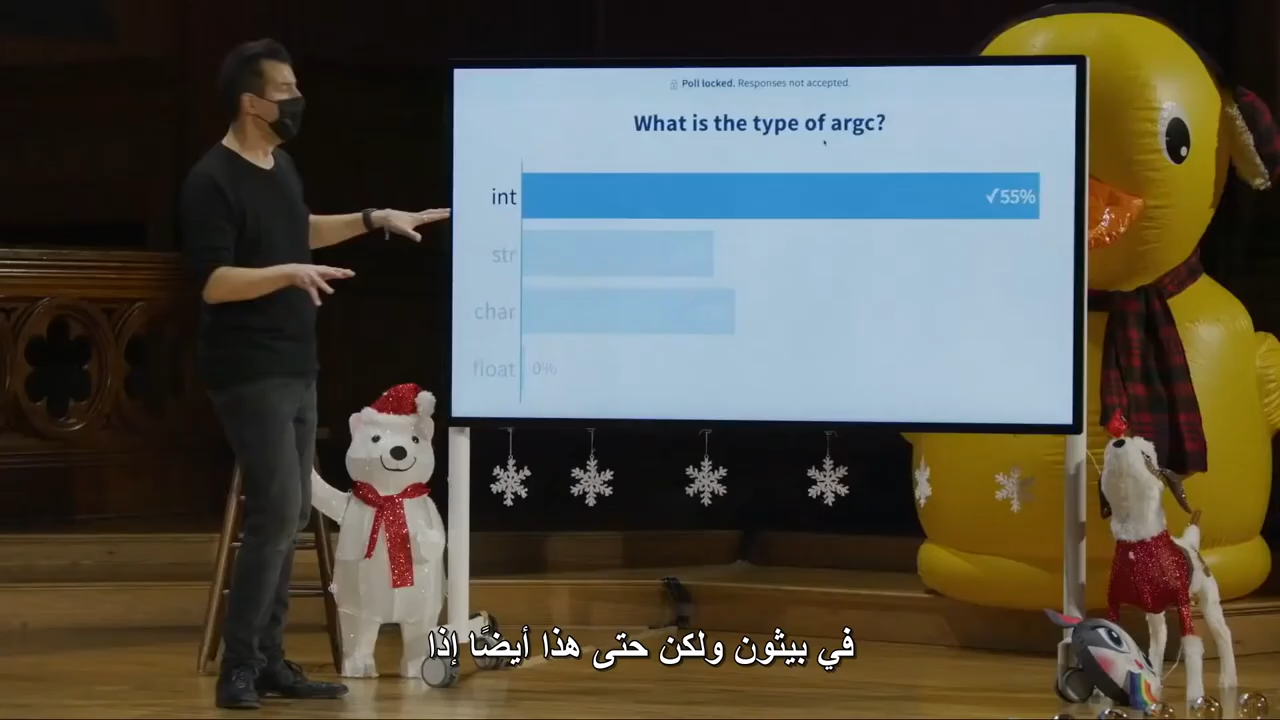 Poll locked. Responses not accepted.
What is the type of argc?
int
✓55%
str
char
float
0%
في بيثون ولكن حتى هذا أيضًا إذا